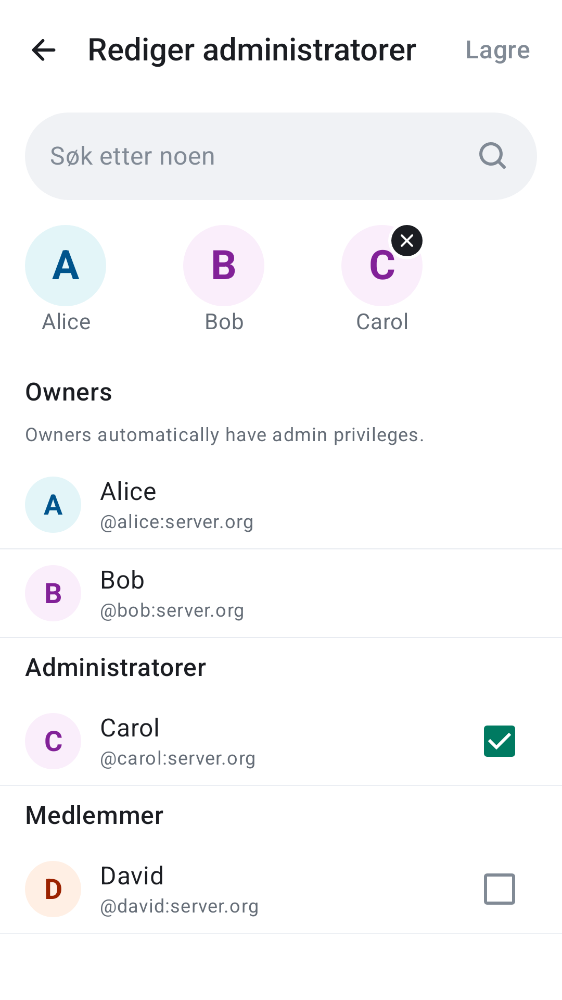 Rediger administratorer
Lagre
Søk etter noen
A
B
C
Alice
Bob
Carol
Owners
Owners automatically have admin privileges.
A
Alice
@alice:server.org
B
Bob
@bob:server.org
Administratorer
C
Carol
@carol:server.org
Medlemmer
D
David
@david:server.org